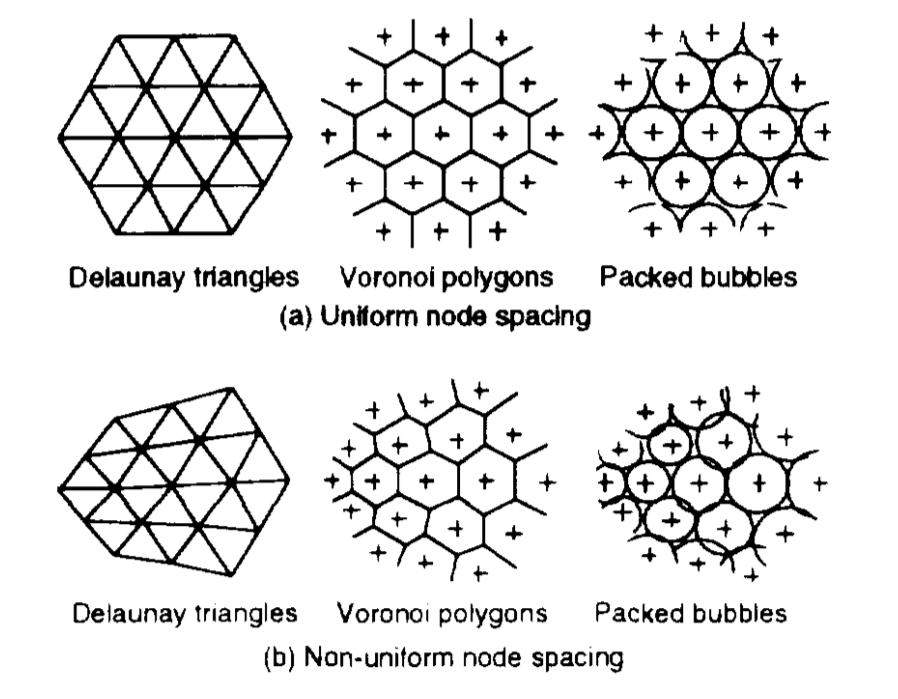 Delaunay triangles Voronoi polygons Packed bubbles
(a) Uniform node spacing
Delaunay triangles Voronoi polygons Packed bubbles
(b) Non-uniform node spacing